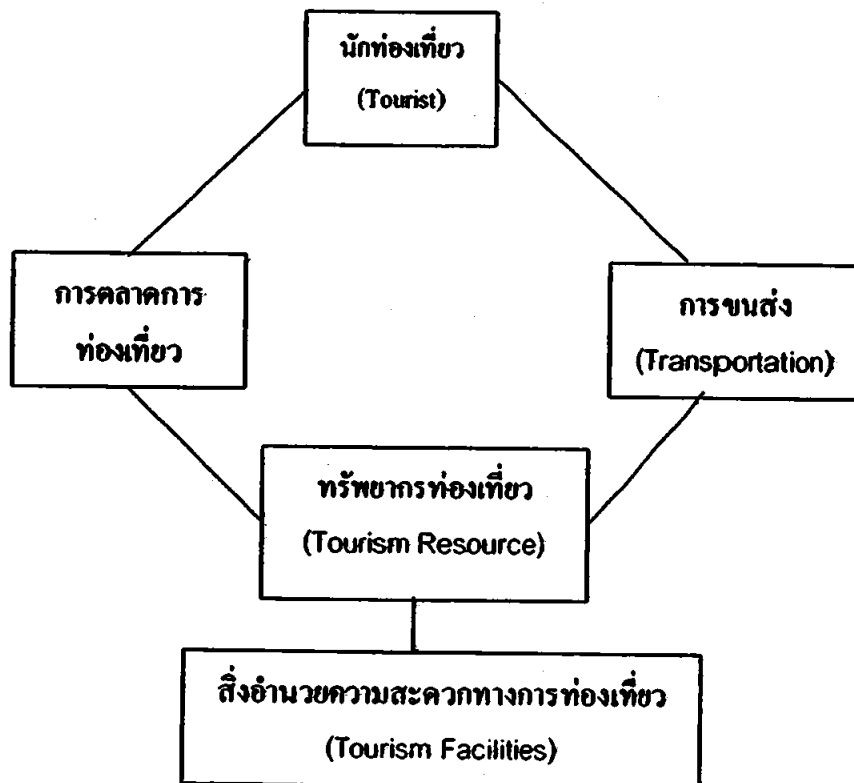 นักท่องเที่ยว
(Tourist)
การตลาดการ
ท่องเที่ยว
การขนส่ง
(Transportation)
ทรัพยากรท่องเที่ยว
(Tourism Resource)
สิ่งอำนวยความสะดวกทางการท่องเที่ยว
(Tourism Facilities)